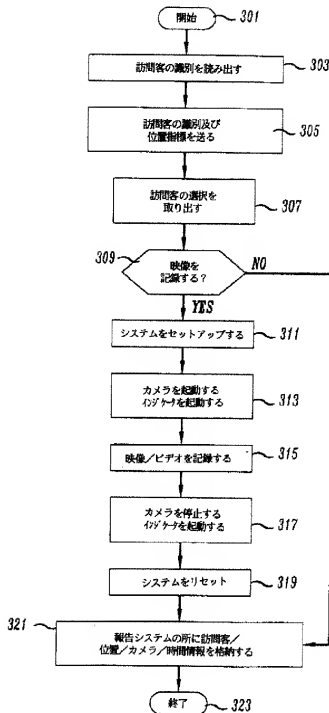 開始
301
訪問客の識別を読み出す
303
訪問客の識別及び
位置指標を送る
305
訪問客の選択を
取り出す
307
309
映像を
記録する?
NO
YES
システムをセットアップする
311
カメラを起動する
インジケータを起動する
313
映像/ビデオを記録する
315
カメラを停止する
インジケータを起動する
317
システムをリセット
319
321
報告システムの所に訪問客/
位置/カメラ/時間情報を格納する
終了
323